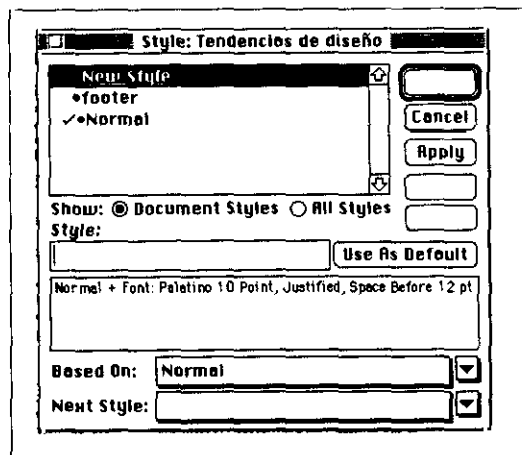 Style: Tendencias de diseño
New Style
•footer
✓•Normal
Cancel
Apply
Show: Document Styles All Styles
Style:
Use As Default
Normal + Font: Palatino 10 Point, Justified, Space Before 12 pt
Based On: Normal
Next Style: